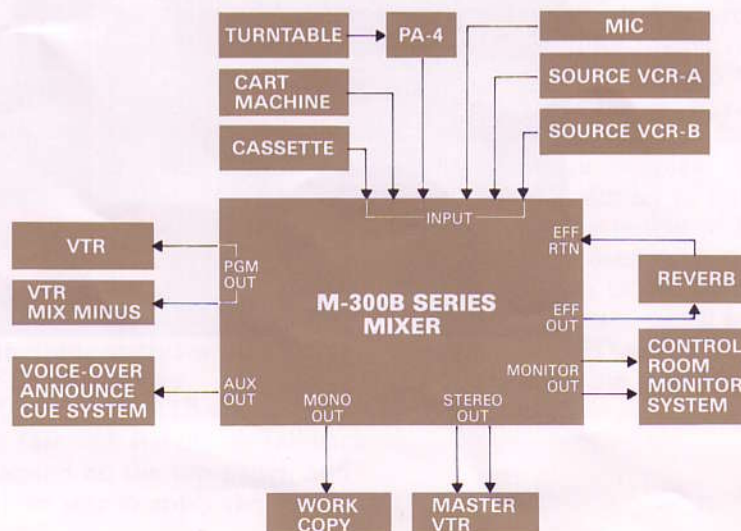 TURNTABLE
PA-4
MIC
CART
MACHINE
SOURCE VCR-A
CASSETTE
SOURCE VCR-B
INPUT
VTR
PGM
OUT
VTR
MIX MINUS
M-300B SERIES
MIXER
EFF
RTN
REVERB
EFF
OUT
VOICE-OVER
ANNOUNCE
CUE SYSTEM
AUX
OUT
MONO
OUT
STEREO
OUT
MONITOR
OUT
CONTROL
ROOM
MONITOR
SYSTEM
WORK
COPY
MASTER
VTR